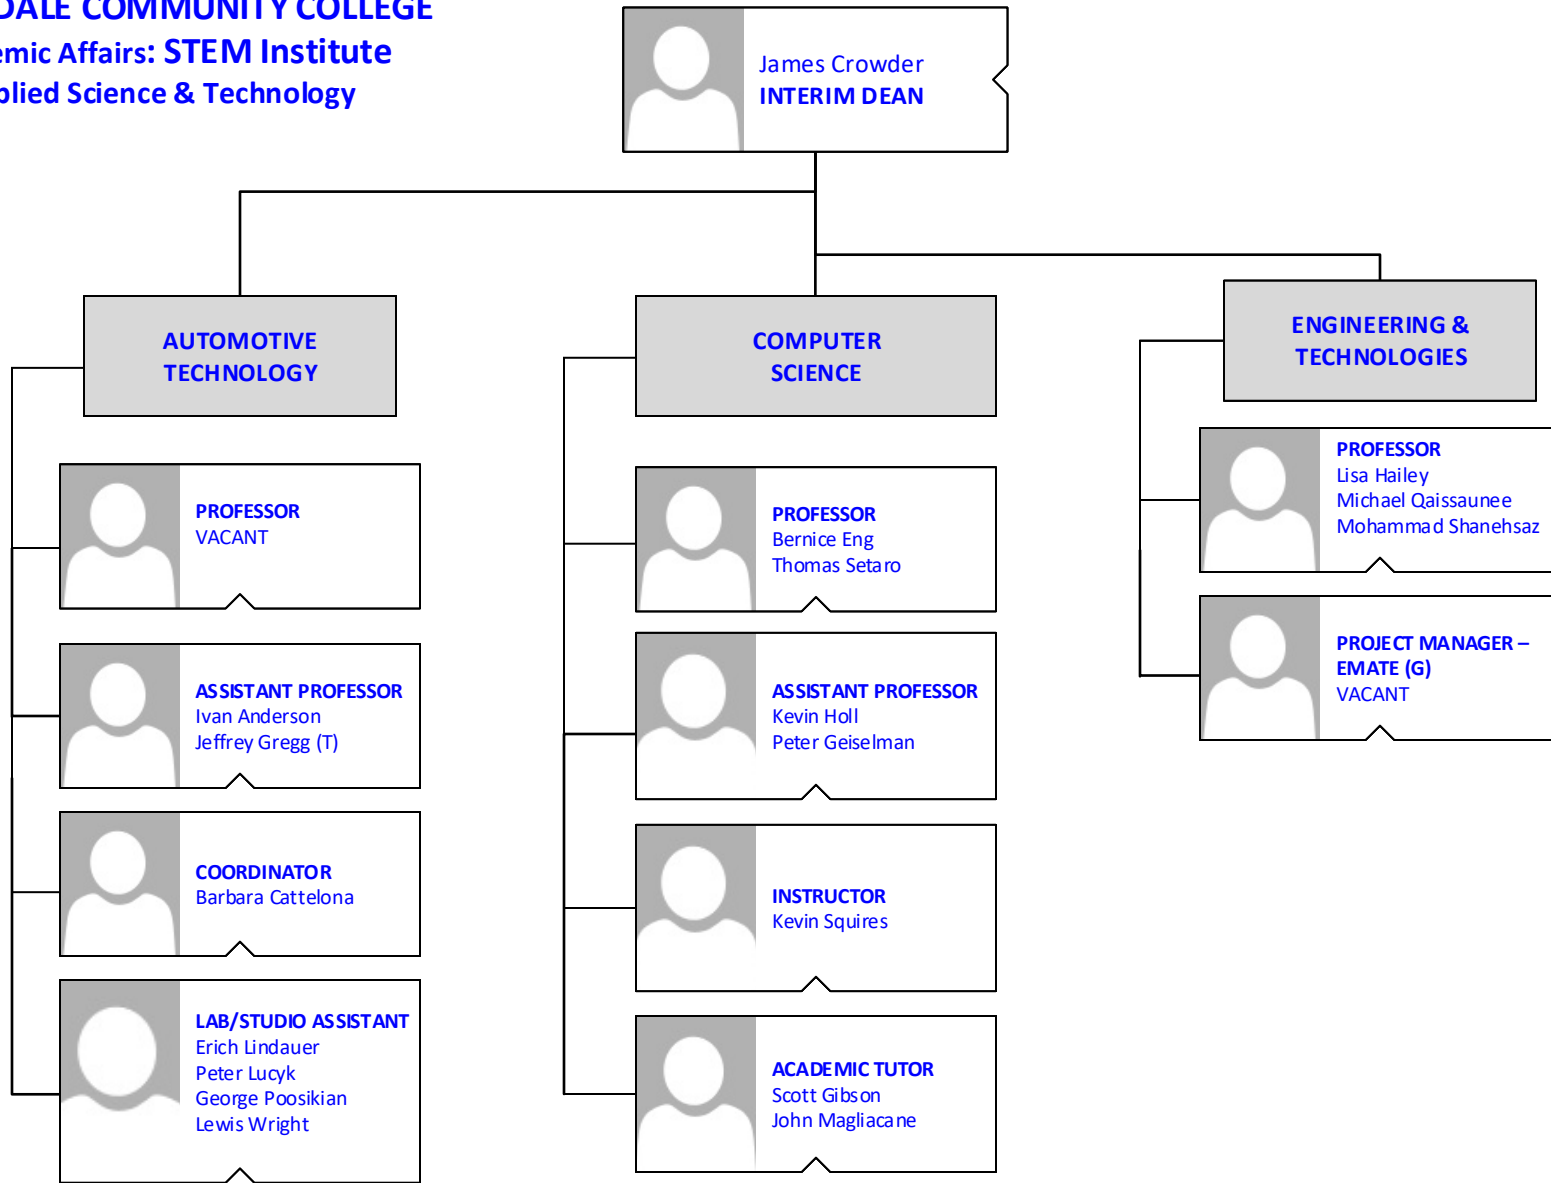 DALE COMMUNITY COLLEGE
emic Affairs: STEM Institute
plied Science & Technology
James Crowder
INTERIM DEAN
AUTOMOTIVE
TECHNOLOGY
PROFESSOR
VACANT
ASSISTANT PROFESSOR
Ivan Anderson
Jeffrey Gregg (T)
COORDINATOR
Barbara Cattelona
LAB/STUDIO ASSISTANT
Erich Lindauer
Peter Lucyk
George Poosikian
Lewis Wright
COMPUTER
SCIENCE
PROFESSOR
Bernice Eng
Thomas Setaro
ASSISTANT PROFESSOR
Kevin Holl
Peter Geiselman
INSTRUCTOR
Kevin Squires
ACADEMIC TUTOR
Scott Gibson
John Magliacane
ENGINEERING &
TECHNOLOGIES
PROFESSOR
Lisa Hailey
Michael Qaissaunee
Mohammad Shanehsaz
PROJECT MANAGER –
EMATE (G)
VACANT